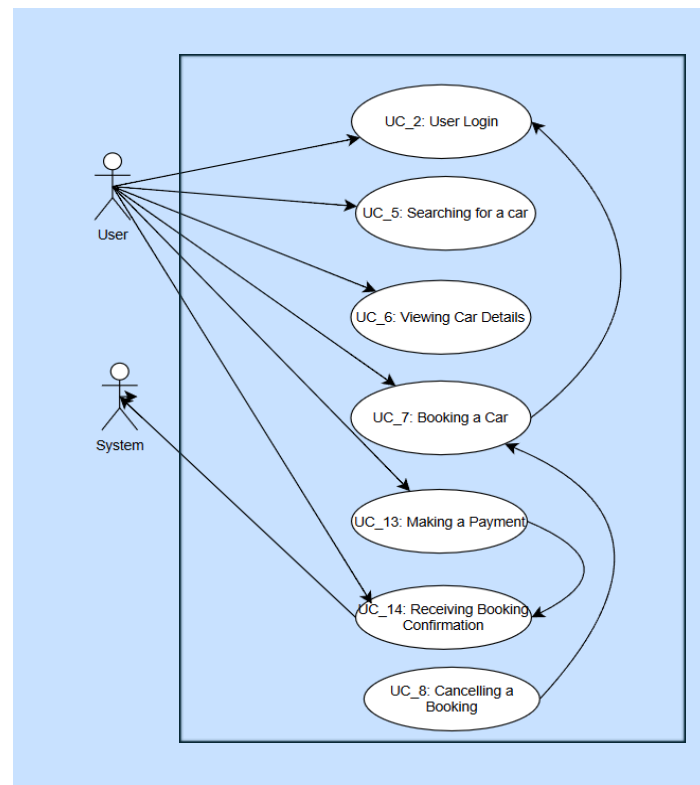 UC_2: User Login
User
UC_5: Searching for a car
UC_6: Viewing Car Details
System
UC_7: Booking a Car
UC_13: Making a Payment
UC_14: Receiving Booking
Confirmation
UC_8: Cancelling a
Booking